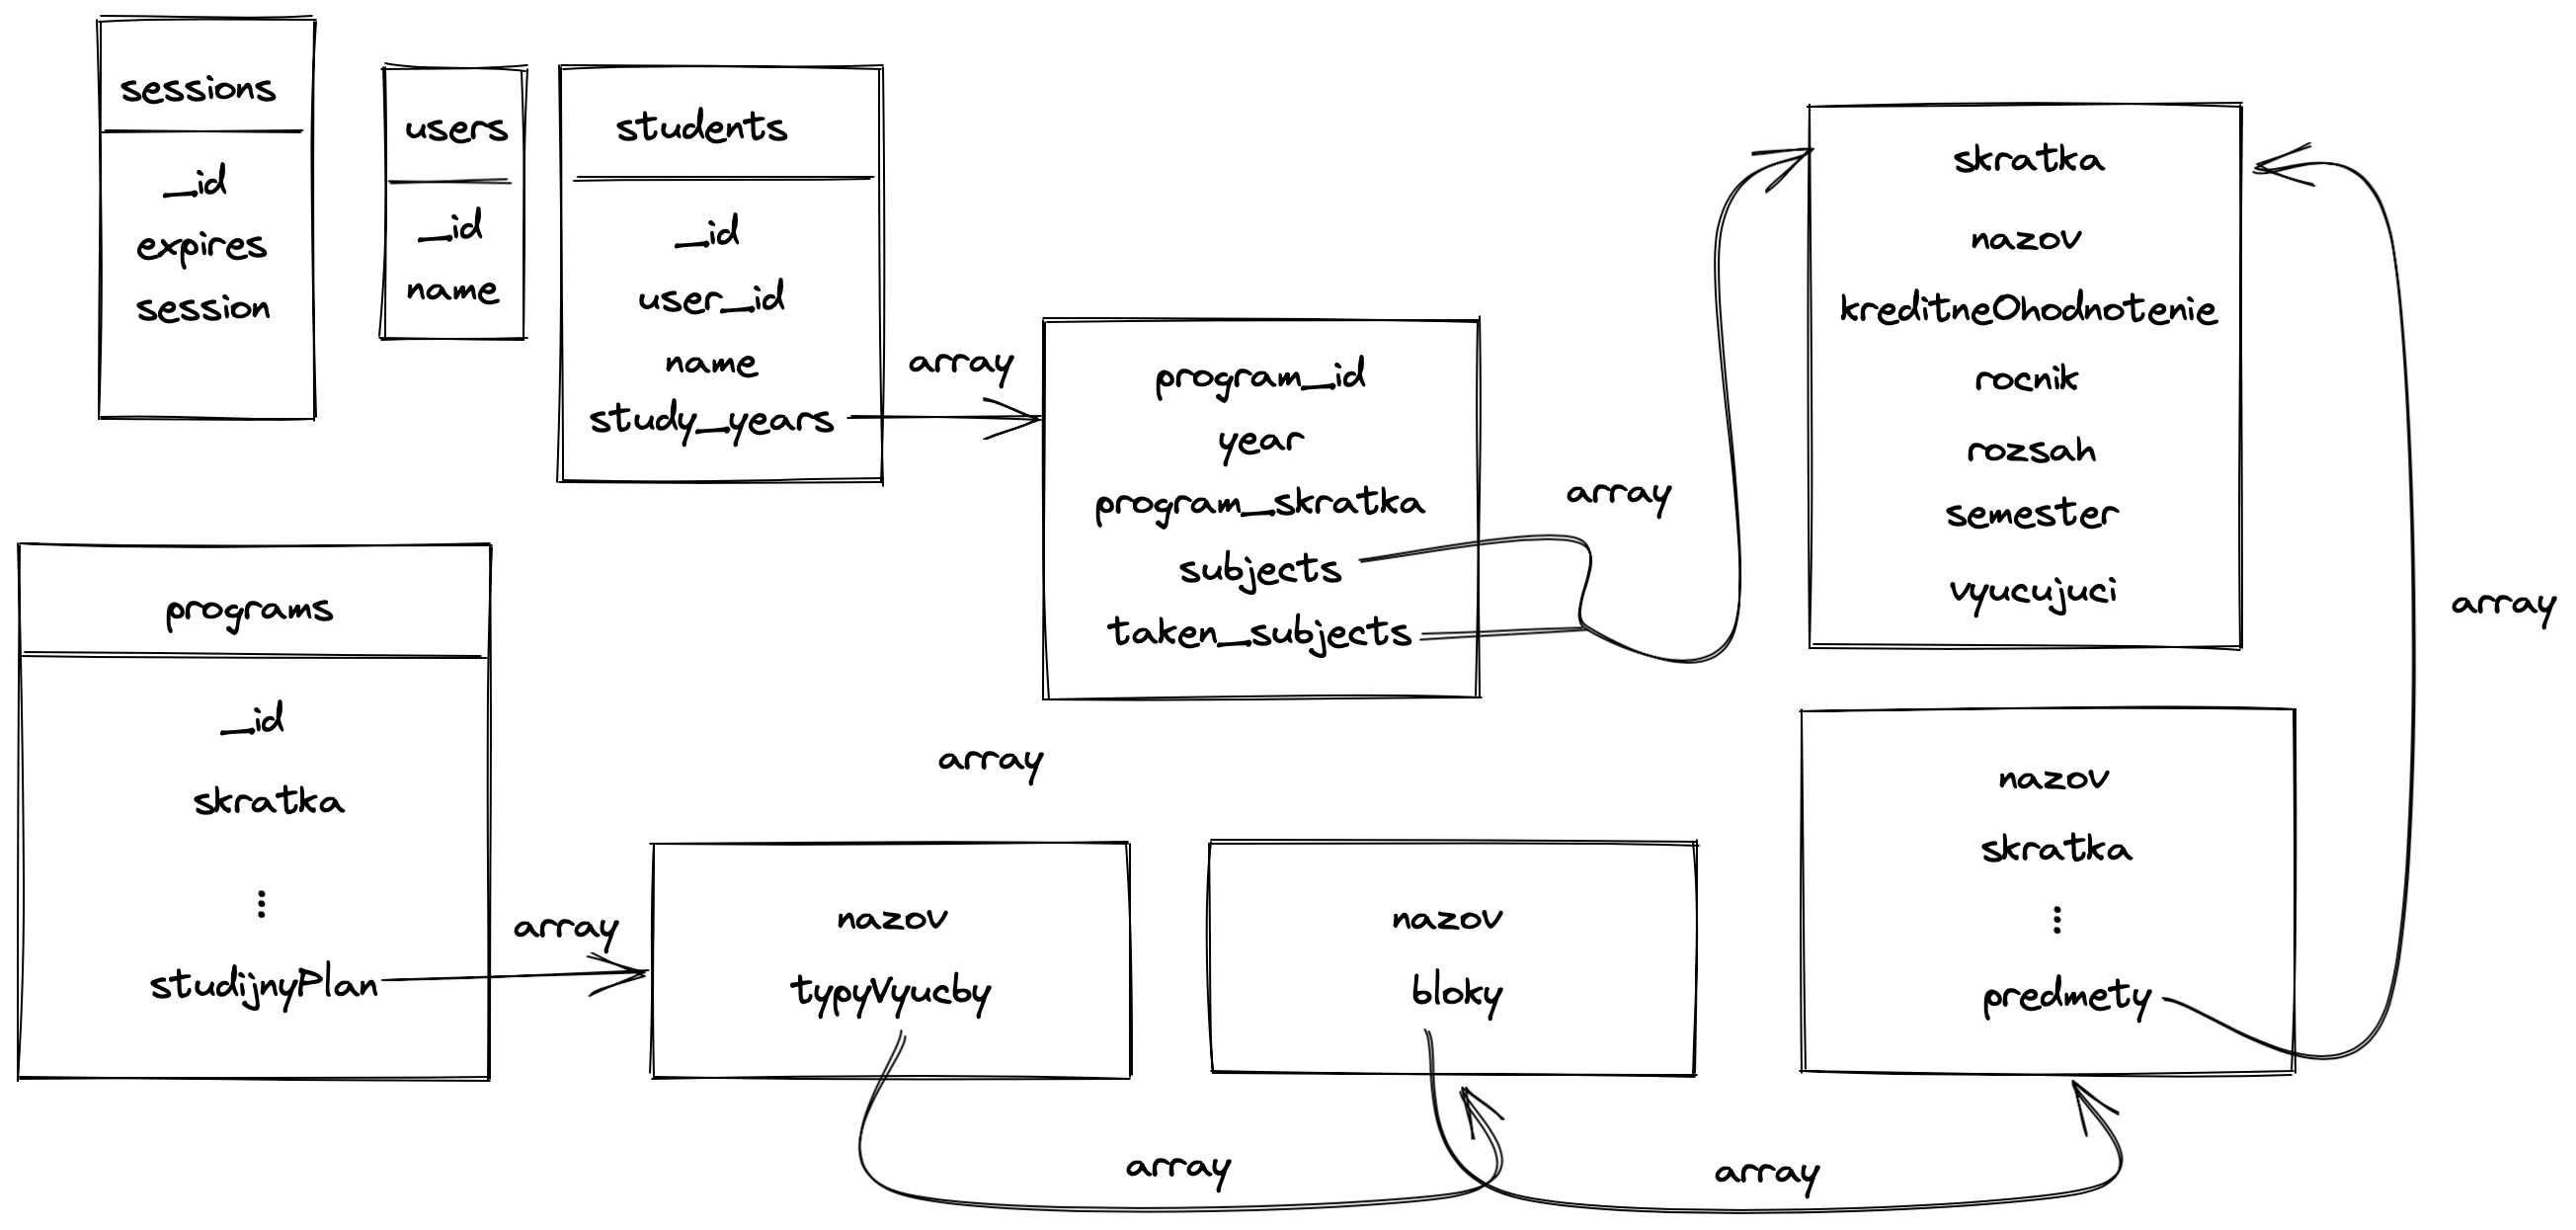 sessions
_id
expires
session
users
_id
name
students
_id
user_id
name
study_years
array
program_id
year
program_skratka
subjects
taken_subjects
array
skratka
nazov
kreditneOhodnotenie
rocnik
rozsah
semester
vyucujuci
array
programs
_id
skratka
...
studijnyPlan
array
array
nazov
typyVyucby
array
nazov
bloky
array
nazov
skratka
...
predmety